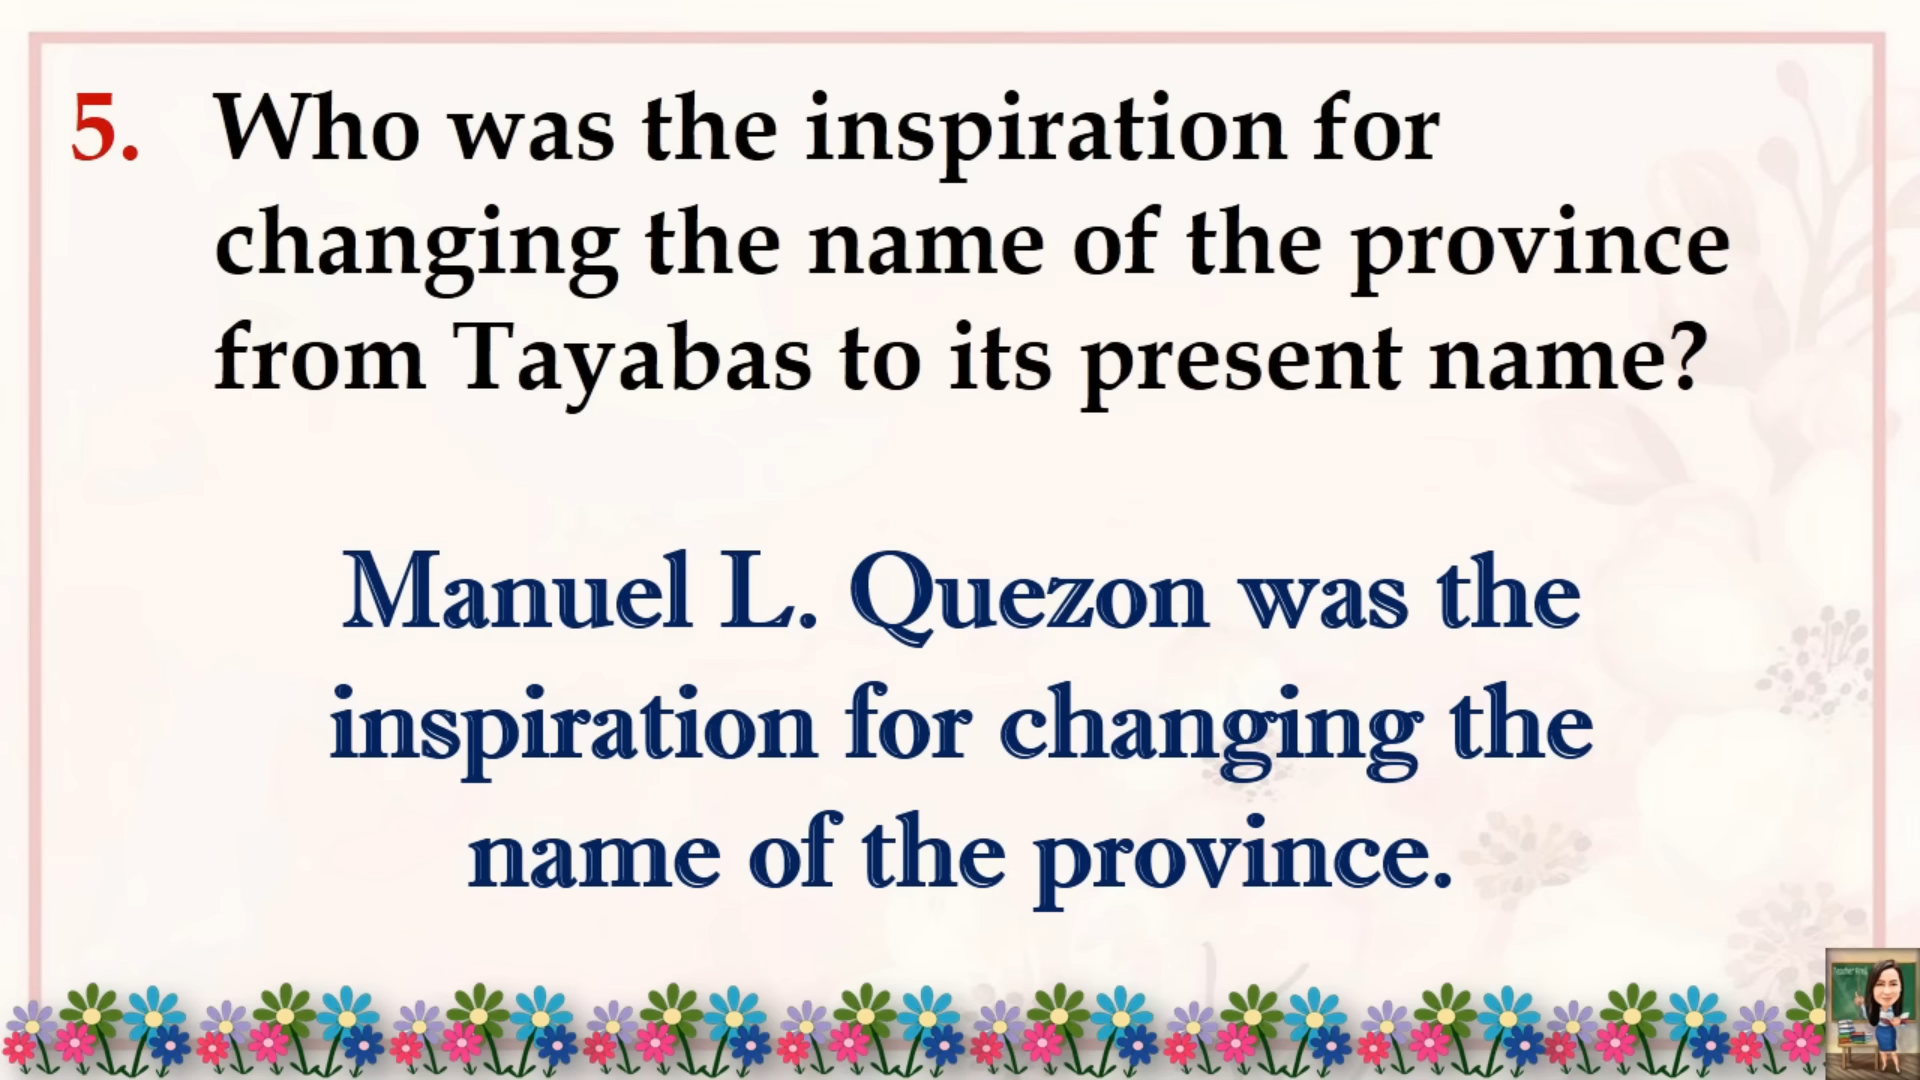 5. Who was the inspiration for
changing the name of the province
from Tayabas to its present name?
Manuel L. Quezon was the
inspiration for changing the
name of the province.